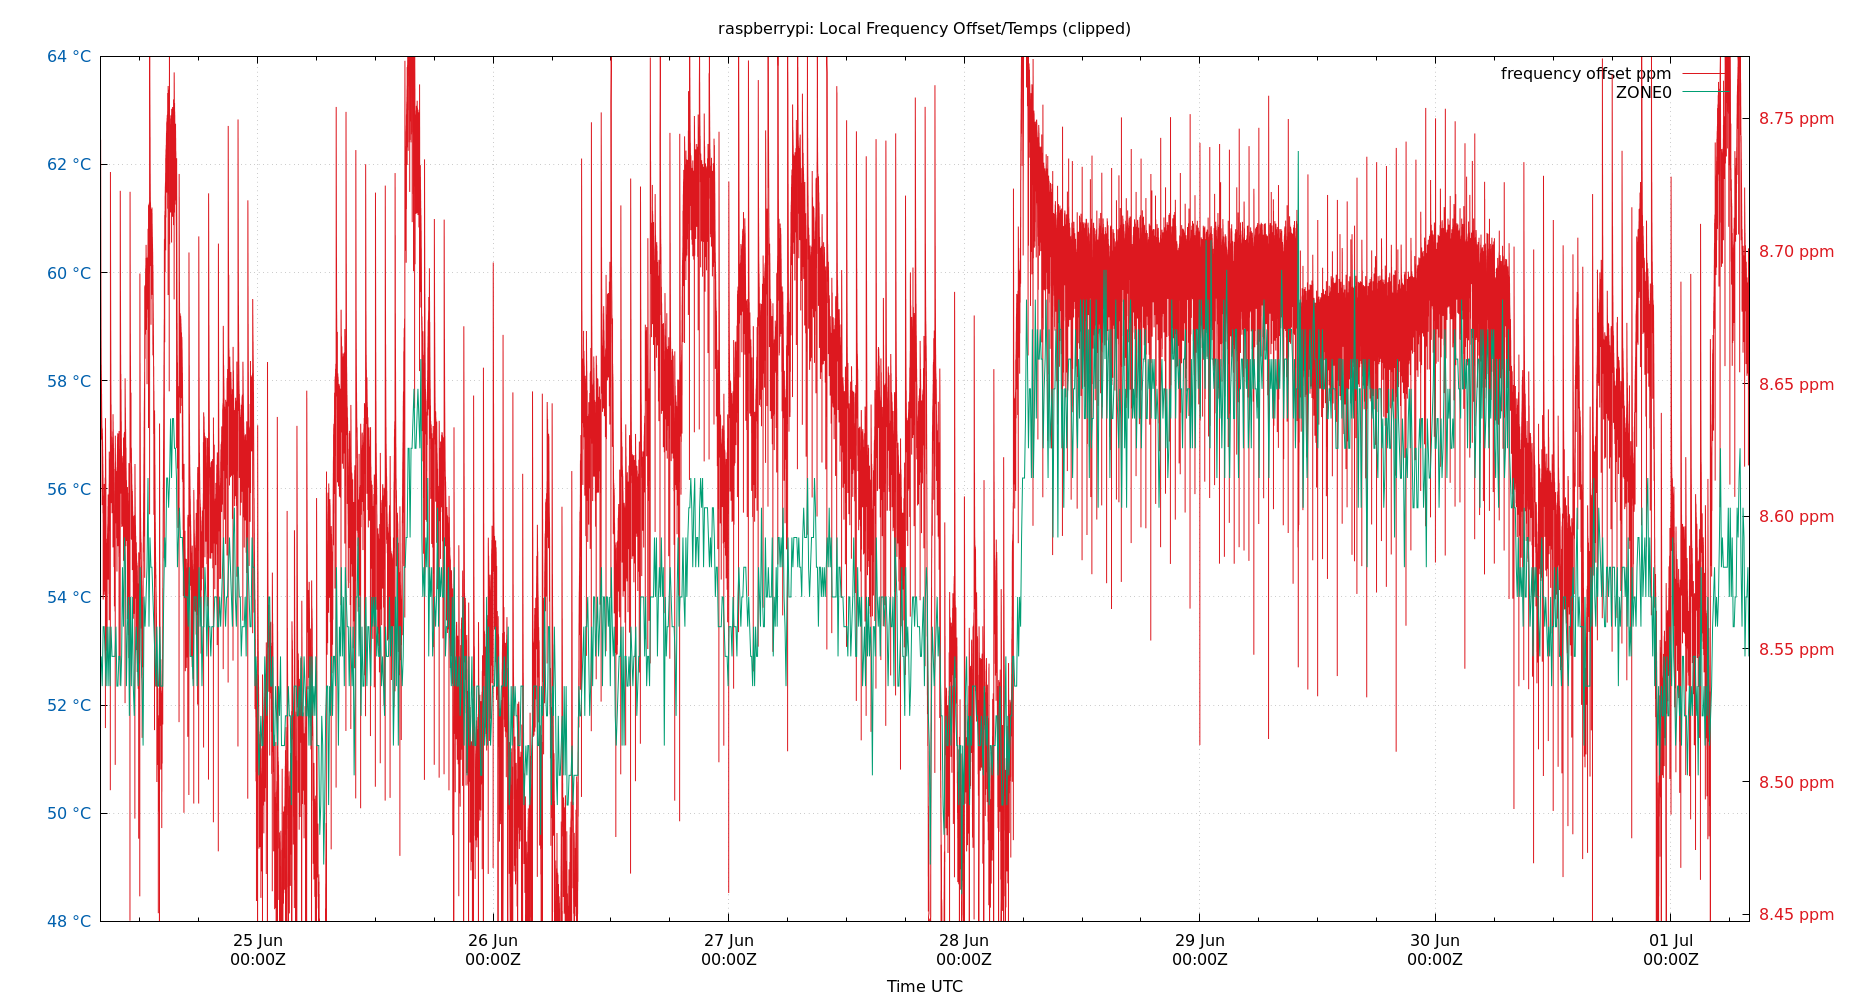 raspberrypi: Local Frequency Offset/Temps (clipped)
64 °C
62 °C
60 °C
58 °C
56 °C
54 °C
52 °C
50 °C
48 °C
frequency offset ppm
ZONE0
8.75 ppm
8.70 ppm
8.65 ppm
8.60 ppm
8.55 ppm
8.50 ppm
8.45 ppm
25 Jun 26 Jun 27 Jun 28 Jun 29 Jun 30 Jun 01 Jul
00:00Z 00:00Z 00:00Z 00:00Z 00:00Z 00:00Z 00:00Z
Time UTC